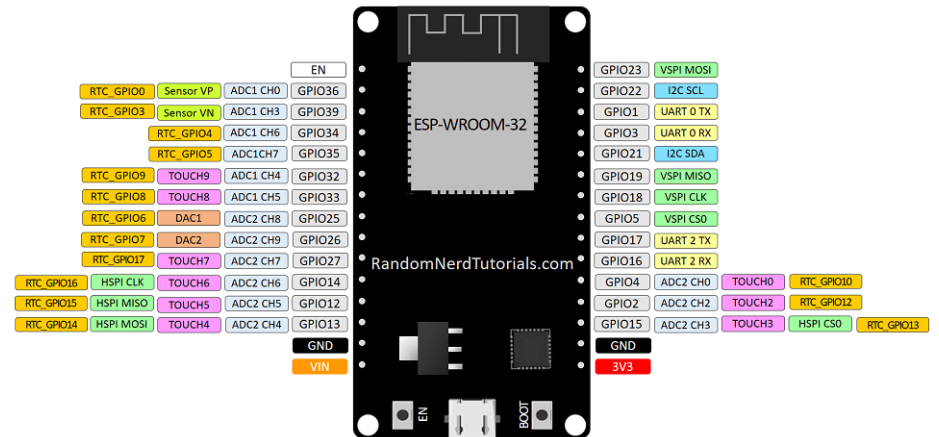 EN GPIO23 VSPI MOSI
RTC_GPIO0 Sensor VP ADC1 CH0 GPIO36 GPIO22 I2C SCL
RTC_GPIO3 Sensor VN ADC1 CH3 GPIO39 GPIO1 UART 0 TX
ESP-WROOM-32
RTC_GPIO4 ADC1 CH6 GPIO34 GPIO3 UART 0 RX
RTC_GPIO5 ADC1CH7 GPIO35 GPIO21 I2C SDA
RTC_GPIO9 TOUCH9 ADC1 CH4 GPIO32 GPIO19 VSPI MISO
RTC_GPIO8 TOUCH8 ADC1 CH5 GPIO33 GPIO18 VSPI CLK
RTC_GPIO6 DAC1 ADC2 CH8 GPIO25 GPIO5 VSPI CS0
RTC_GPIO7 DAC2 ADC2 CH9 GPIO26 GPIO17 UART 2 TX
RTC_GPIO17 TOUCH7 ADC2 CH7 GPIO27 RandomNerdTutorials.com GPIO16 UART 2 RX
RTC_GPIO16 HSPI CLK TOUCH6 ADC2 CH6 GPIO14 GPIO4 ADC2 CH0 TOUCH0 RTC_GPIO10
RTC_GPIO15 HSPI MISO TOUCH5 ADC2 CH5 GPIO12 GPIO2 ADC2 CH2 TOUCH2 RTC_GPIO12
RTC_GPIO14 HSPI MOSI TOUCH4 ADC2 CH4 GPIO13 GPIO15 ADC2 CH3 TOUCH3 HSPI CS0 RTC_GPIO13
GND GND
VIN 3V3
EN BOOT